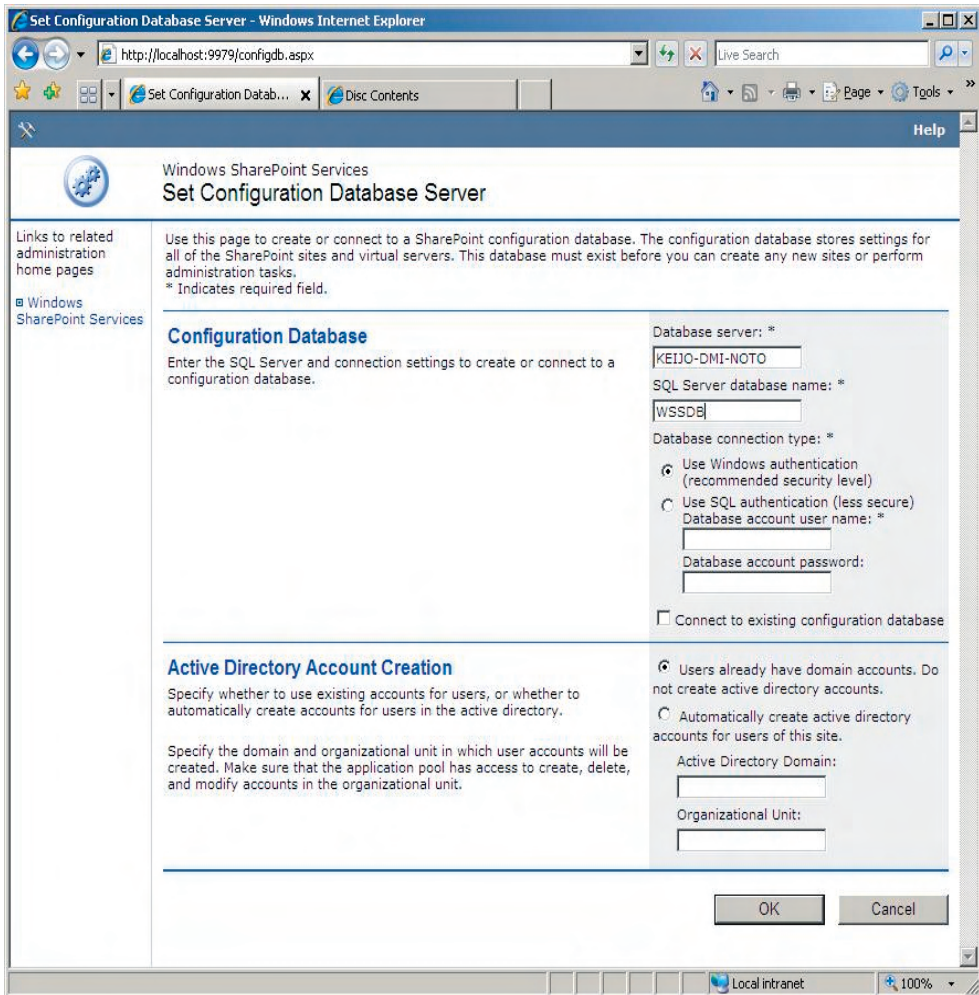 Set Configuration Database Server - Windows Internet Explorer
http://localhost:9979/configdb.aspx
Live Search
Set Configuration Datab...
Disc Contents
Page
Tools
»
Help
Windows SharePoint Services
Set Configuration Database Server
Links to related
administration
home pages
Windows
SharePoint Services
Use this page to create or connect to a SharePoint configuration database. The configuration database stores settings for
all of the SharePoint sites and virtual servers. This database must exist before you can create any new sites or perform
administration tasks.
* Indicates required field.
Configuration Database
Enter the SQL Server and connection settings to create or connect to a
configuration database.
Database server: *
KEIJO-DMI-NOTO
SQL Server database name: *
WSSDB
Database connection type: *
Use Windows authentication
(recommended security level)
Use SQL authentication (less secure)
Database account user name: *
Database account password:
Connect to existing configuration database
Active Directory Account Creation
Specify whether to use existing accounts for users, or whether to
automatically create accounts for users in the active directory.
Specify the domain and organizational unit in which user accounts will be
created. Make sure that the application pool has access to create, delete,
and modify accounts in the organizational unit.
Users already have domain accounts. Do
not create active directory accounts.
Automatically create active directory
accounts for users of this site.
Active Directory Domain:
Organizational Unit:
OK
Cancel
Local intranet
100%